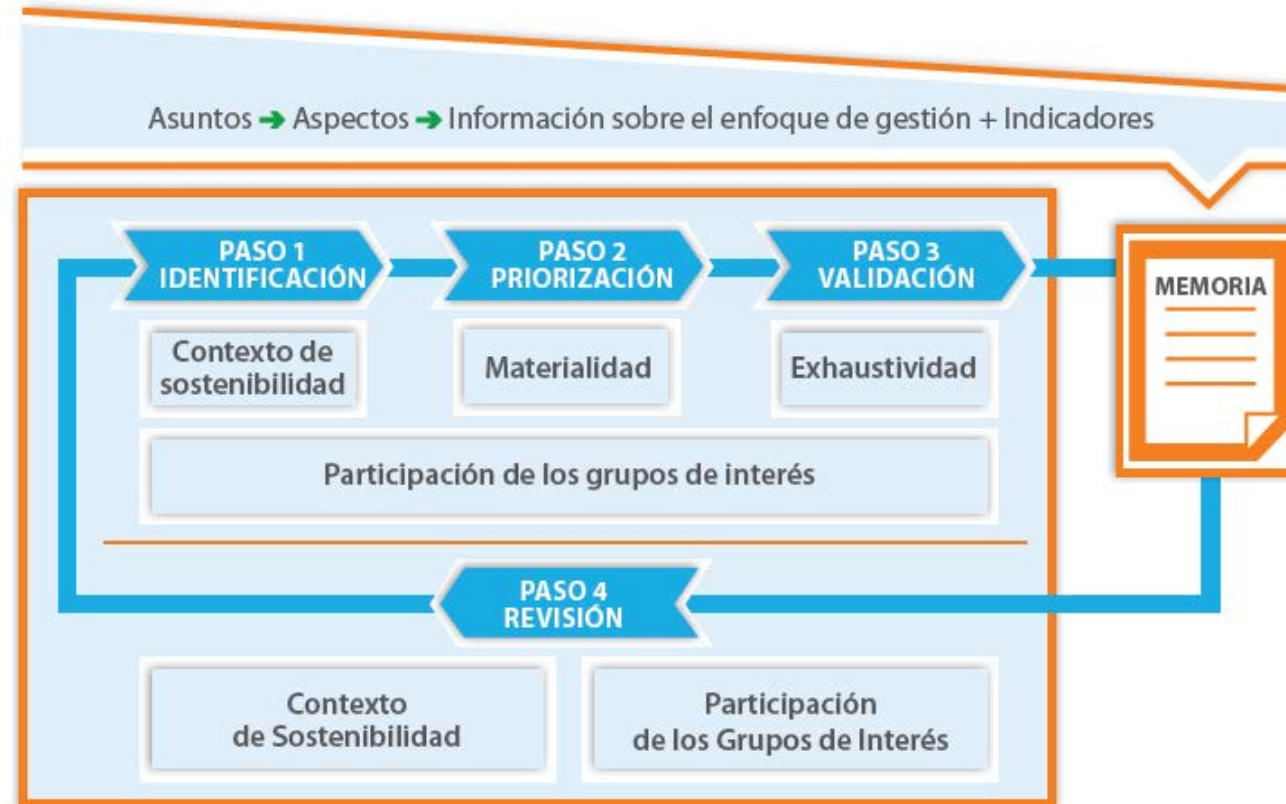 Asuntos ➔ Aspectos ➔ Información sobre el enfoque de gestión + Indicadores
PASO 1
IDENTIFICACIÓN
PASO 2
PRIORIZACIÓN
PASO 3
VALIDACIÓN
MEMORIA
Contexto de
sostenibilidad
Materialidad
Exhaustividad
Participación de los grupos de interés
PASO 4
REVISIÓN
Contexto
de Sostenibilidad
Participación
de los Grupos de Interés